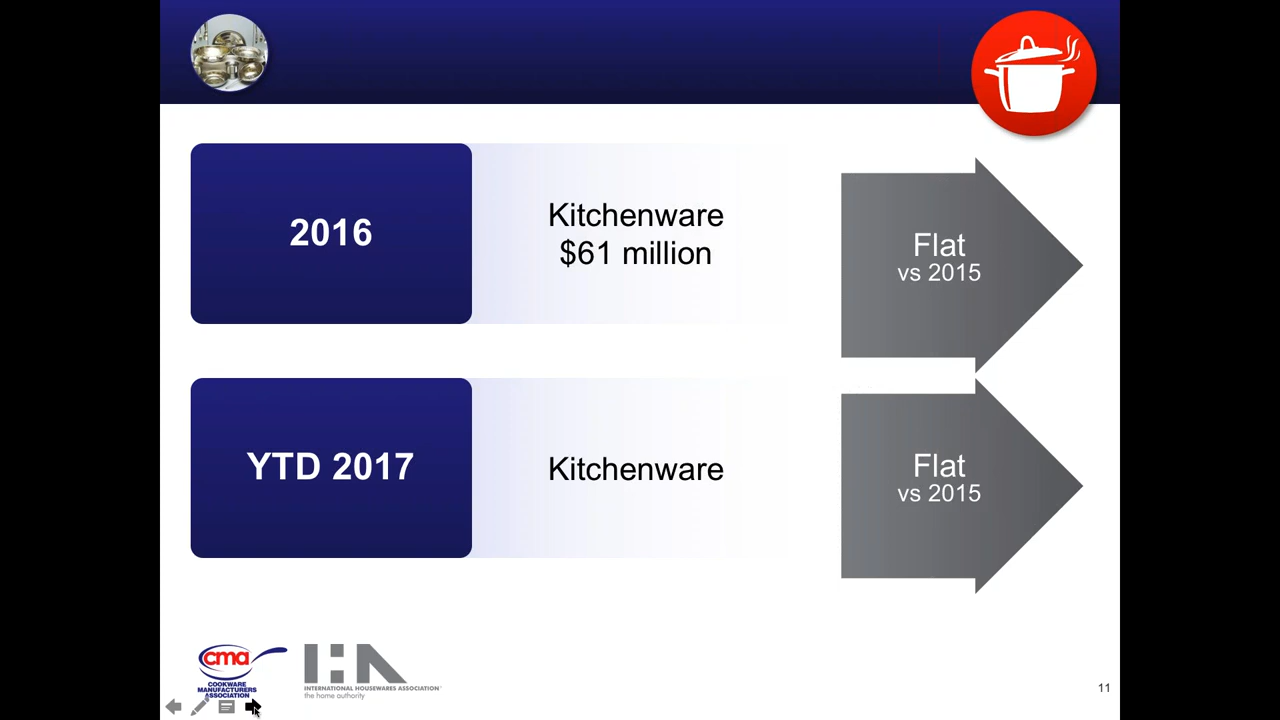 2016
Kitchenware
$61 million
Flat
vs 2015
YTD 2017
Kitchenware
Flat
vs 2015
cma
COOKWARE
MANUFACTURERS
ASSOCIATION
IHA
INTERNATIONAL HOUSEWARES ASSOCIATION
the home authority
11